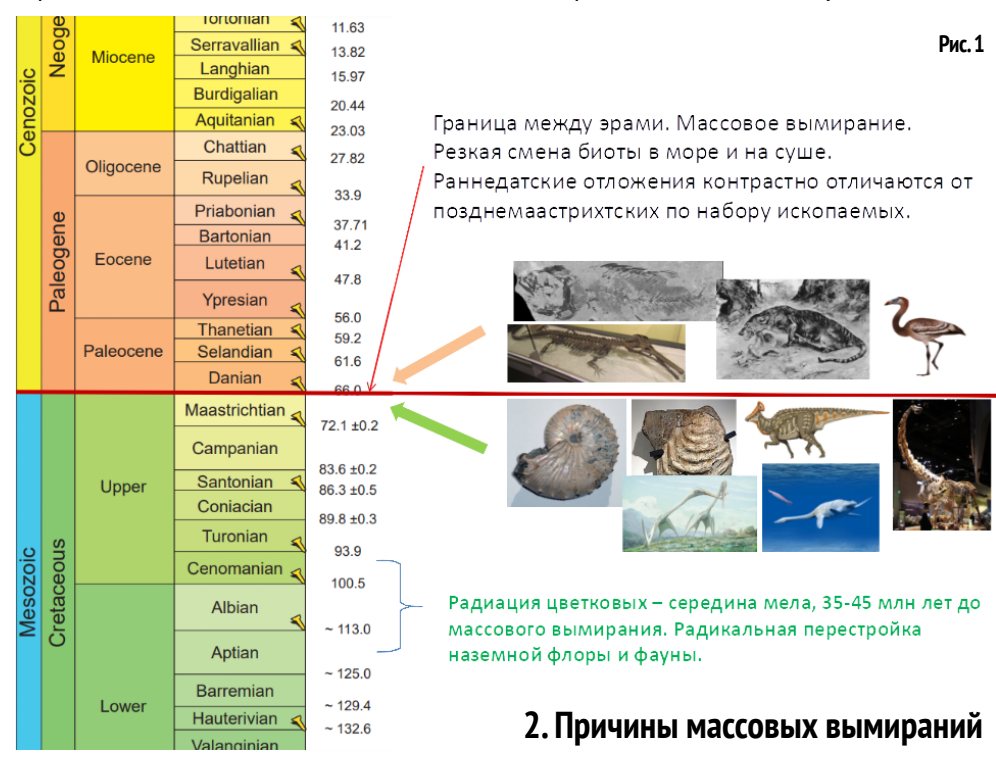 Рис. 1
Cenozoic
Neoge
Miocene
Tortonian
11.63
Serravallian
13.82
Langhian
15.97
Burdigalian
20.44
Aquitanian
23.03
Paleogene
Oligocene
Chattian
27.82
Rupelian
33.9
Eocene
Priabonian
37.71
Bartonian
41.2
Lutetian
47.8
Ypresian
56.0
Paleocene
Thanetian
59.2
Selandian
61.6
Danian
66.0
Mesozoic
Cretaceous
Upper
Maastrichtian
72.1 ±0.2
Campanian
83.6 ±0.2
Santonian
86.3 ±0.5
Coniacian
89.8 ±0.3
Turonian
93.9
Cenomanian
100.5
Lower
Albian
~ 113.0
Aptian
~ 125.0
Barremian
~ 129.4
Hauterivian
~ 132.6
Valanginian
Граница между эрами. Массовое вымирание.
Резкая смена биоты в море и на суше.
Раннедатские отложения контрастно отличаются от
позднемаастрихтских по набору ископаемых.
Радиация цветковых – середина мела, 35-45 млн лет до
массового вымирания. Радикальная перестройка
наземной флоры и фауны.
2. Причины массовых вымираний